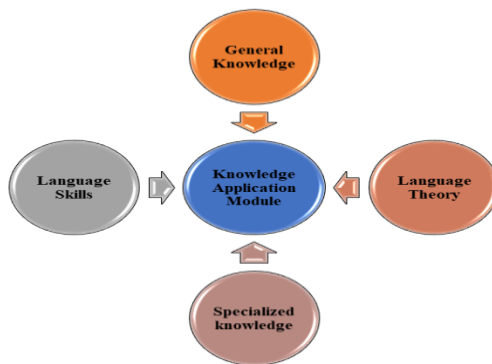 General
Knowledge
Language
Skills
Knowledge
Application
Module
Language
Theory
Specialized
knowledge